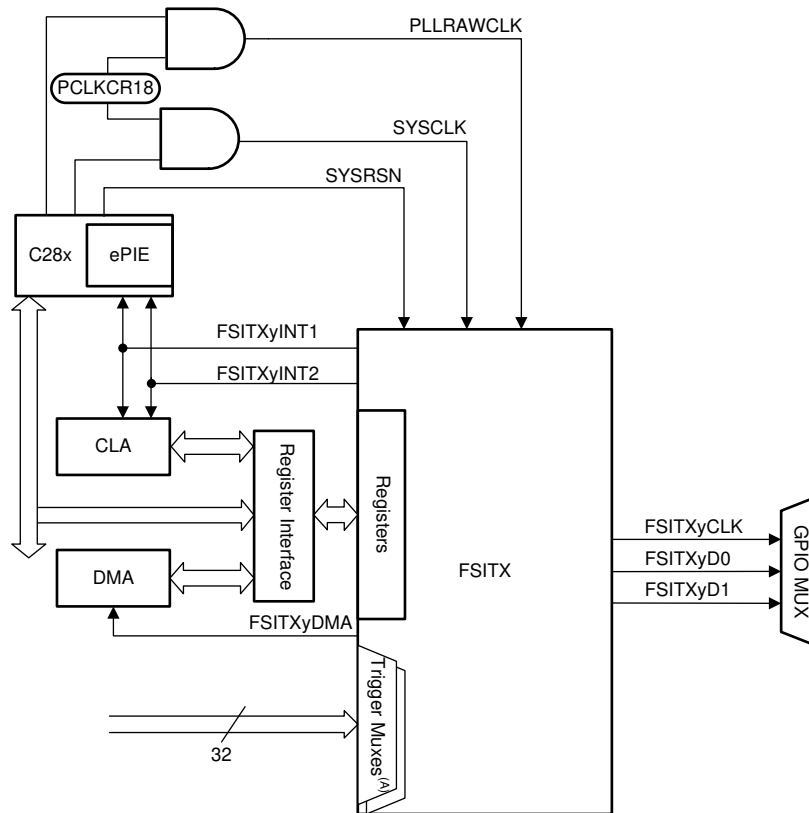 PLLRAWCLK
PCLKCR18
SYSCLK
SYSRSN
C28x
ePIE
FSITXyINT1
FSITXyINT2
CLA
Register Interface
Registers
FSITX
DMA
FSITXyDMA
FSITXyCLK
FSITXyD0
FSITXyD1
GPIO MUX
Trigger Muxes(A)
32